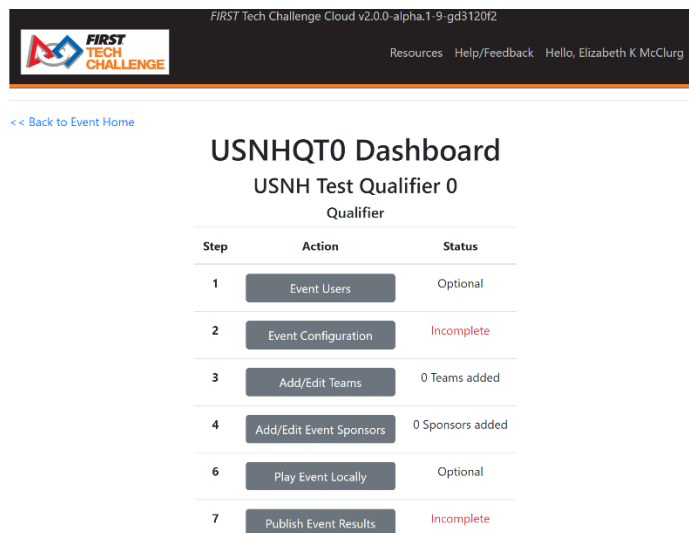 FIRST Tech Challenge Cloud v2.0.0-alpha.1-9-gd3120f2
FIRST
TECH
CHALLENGE
Resources Help/Feedback Hello, Elizabeth K McClurg
<< Back to Event Home
USNHQT0 Dashboard
USNH Test Qualifier 0
Qualifier
Step Action Status
1 Event Users Optional
2 Event Configuration Incomplete
3 Add/Edit Teams 0 Teams added
4 Add/Edit Event Sponsors 0 Sponsors added
6 Play Event Locally Optional
7 Publish Event Results Incomplete